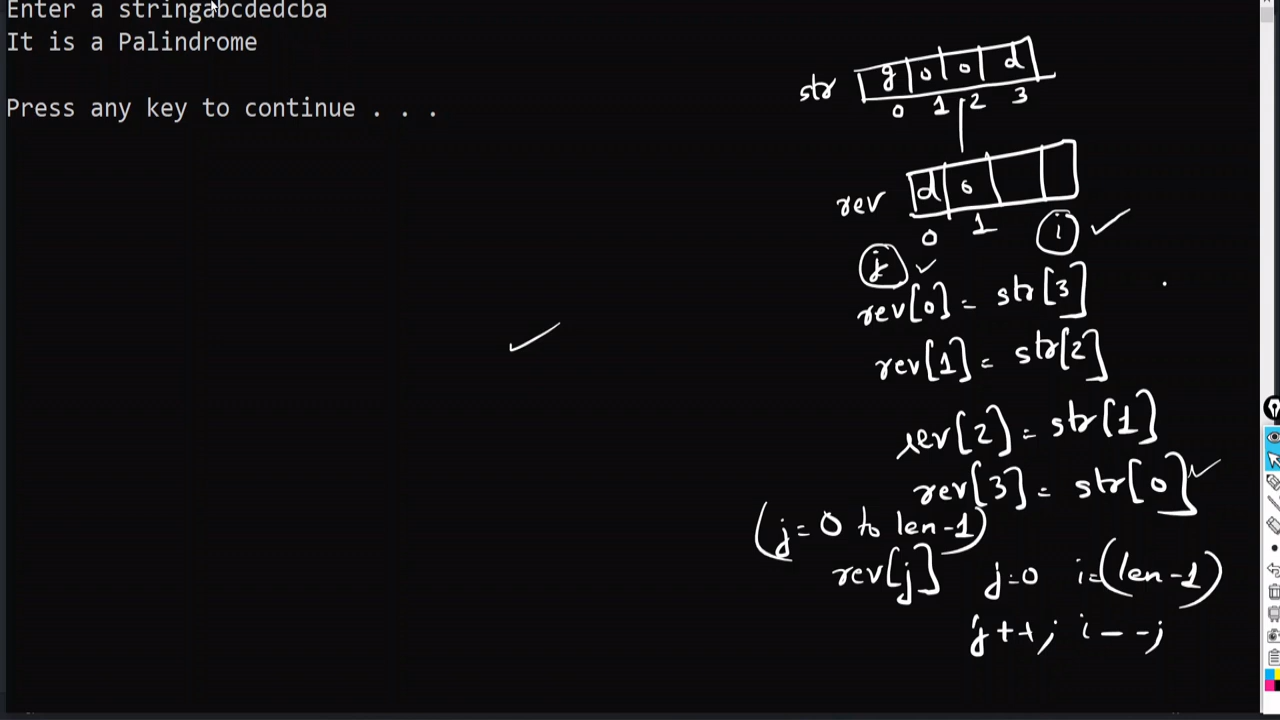 Enter a stringabcdedcba
It is a Palindrome
Press any key to continue . . .
str g o o d
0 1 2 3
rev d o
0 1 i
j
rev[0] = str[3]
rev[1] = str[2]
rev[2] = str[1]
rev[3] = str[0]
(j=0 to len-1)
rev[j] j=0 i=(len-1)
j++; i--;